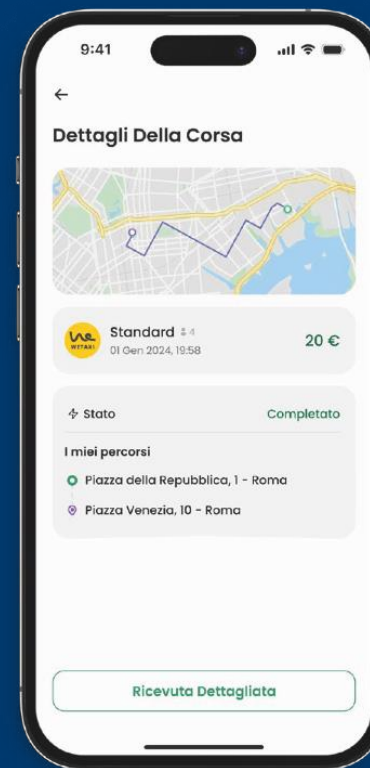 9:41
Dettagli Della Corsa
WETAXI
Standard 4
01 Gen 2024, 19:58
20 €
Stato
Completato
I miei percorsi
Piazza della Repubblica, 1 - Roma
Piazza Venezia, 10 - Roma
Ricevuta Dettagliata